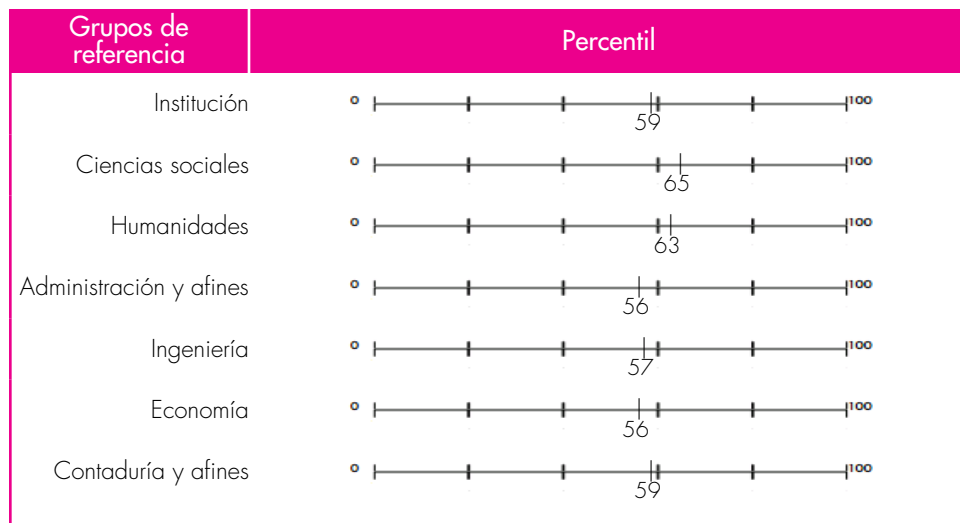 Grupos de
referencia
Percentil
Institución
0 100
59
Ciencias sociales
0 100
65
Humanidades
0 100
63
Administración y afines
0 100
56
Ingeniería
0 100
57
Economía
0 100
56
Contaduría y afines
0 100
59